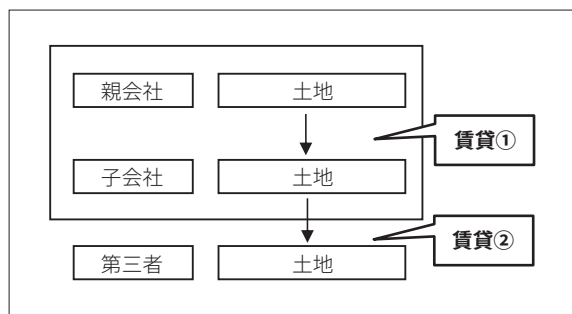 親会社 土地
賃貸①
子会社 土地
賃貸②
第三者 土地